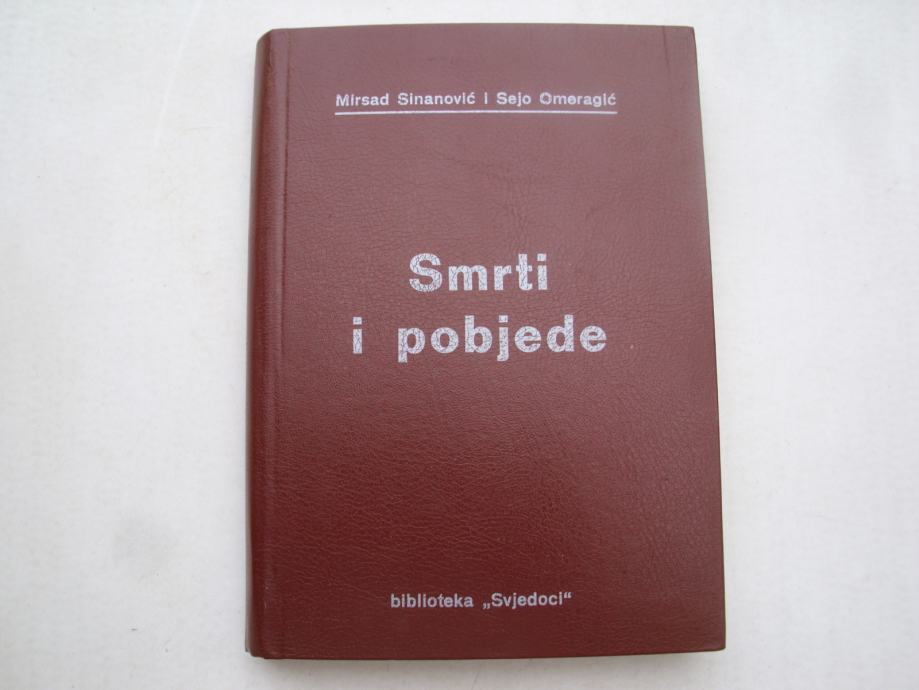 Mirsad Sinanović i Sejo Omeragić
Smrti
i pobjede
biblioteka „Svjedoci“